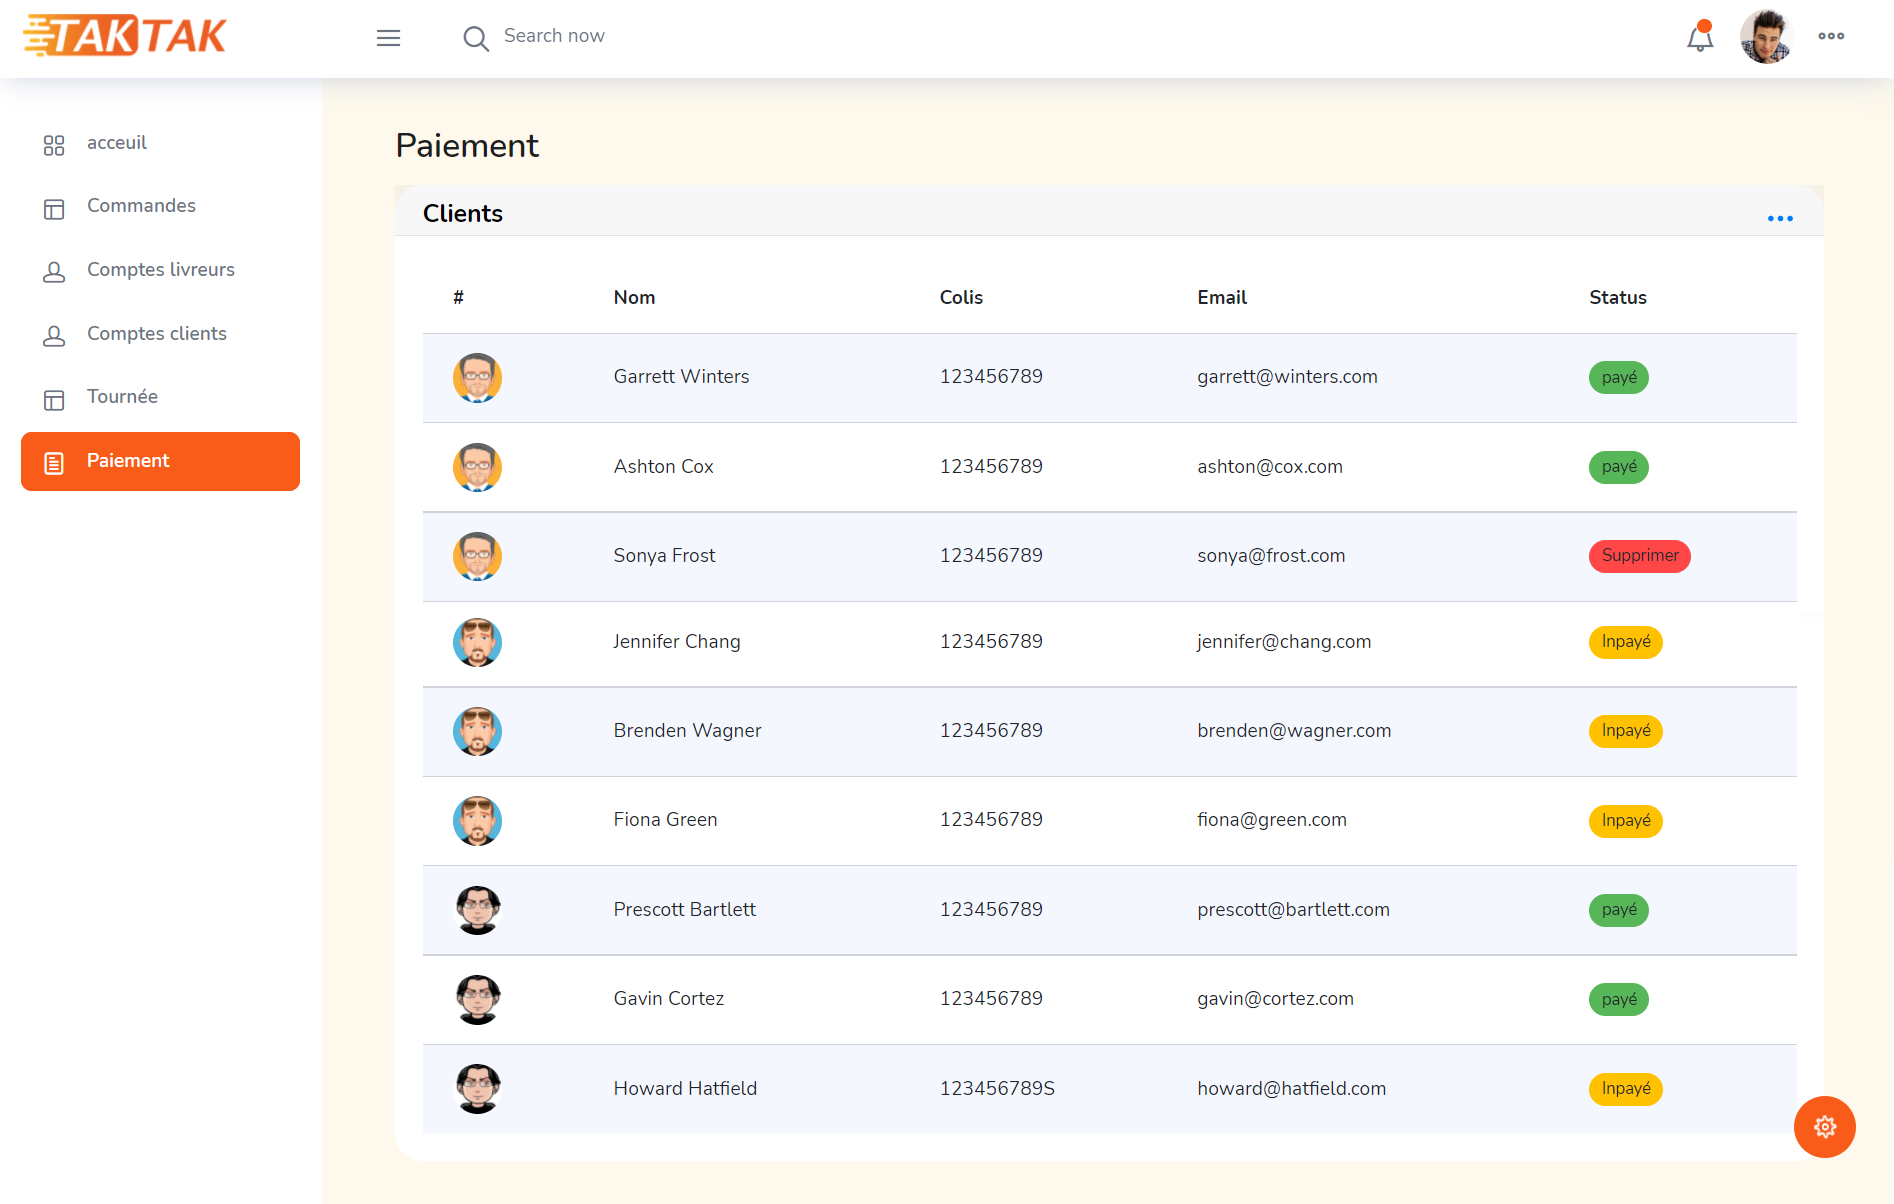 TAKTAK
Search now
acceuil
Commandes
Comptes livreurs
Comptes clients
Tournée
Paiement
Paiement
Clients
# Nom Colis Email Status
Garrett Winters 123456789 garrett@winters.com payé
Ashton Cox 123456789 ashton@cox.com payé
Sonya Frost 123456789 sonya@frost.com Supprimer
Jennifer Chang 123456789 jennifer@chang.com Inpayé
Brenden Wagner 123456789 brenden@wagner.com Inpayé
Fiona Green 123456789 fiona@green.com Inpayé
Prescott Bartlett 123456789 prescott@bartlett.com payé
Gavin Cortez 123456789 gavin@cortez.com payé
Howard Hatfield 123456789S howard@hatfield.com Inpayé